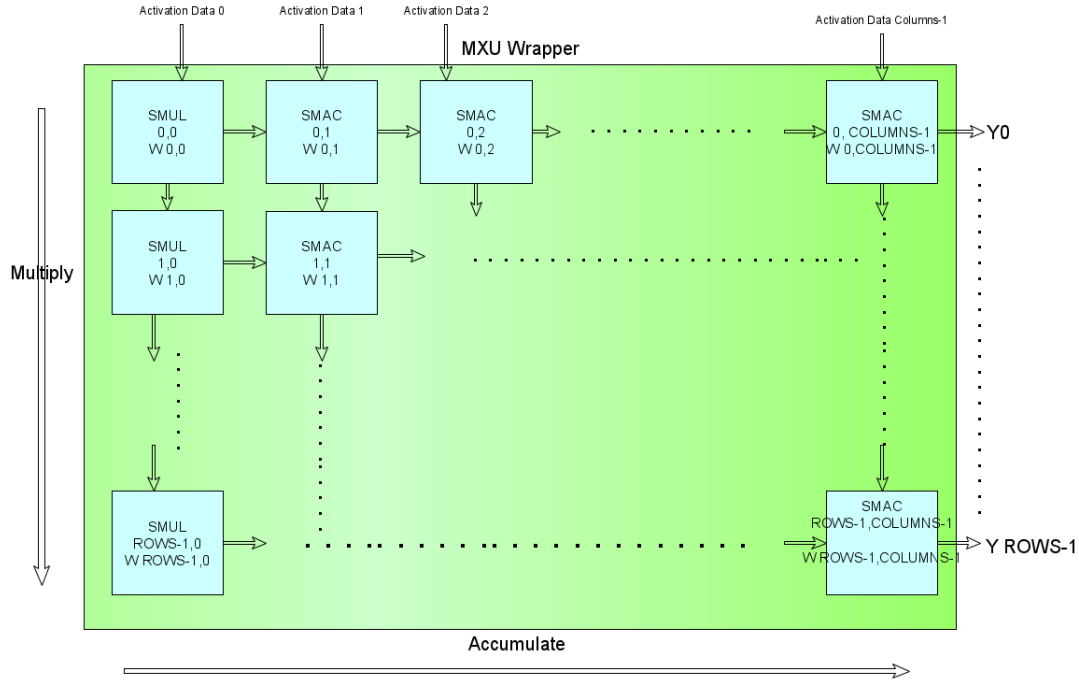 Activation Data 0
Activation Data 1
Activation Data 2
Activation Data Columns-1
MXU Wrapper
SMUL
0,0
W 0,0
SMAC
0,1
W 0,1
SMAC
0,2
W 0,2
SMAC
0, COLUMNS-1
W 0,COLUMNS-1
Y0
SMUL
1,0
W 1,0
SMAC
1,1
W 1,1
Multiply
SMUL
ROWS-1,0
W ROWS-1,0
SMAC
ROWS-1,COLUMNS-1
W ROWS-1,COLUMNS-1
Y ROWS-1
Accumulate